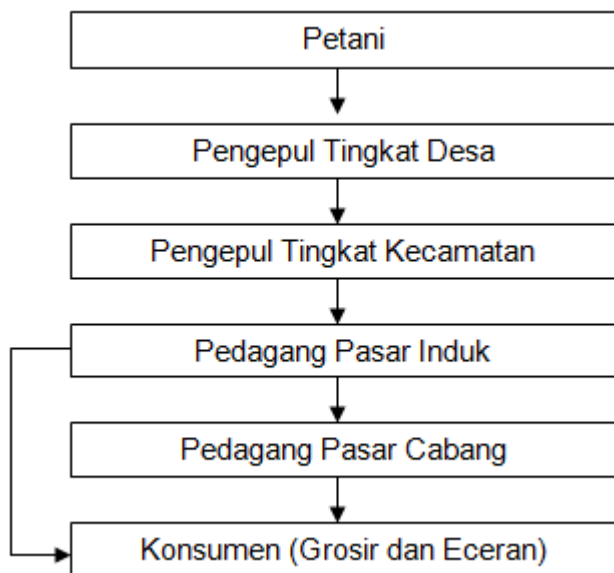 Petani
Pengepul Tingkat Desa
Pengepul Tingkat Kecamatan
Pedagang Pasar Induk
Pedagang Pasar Cabang
Konsumen (Grosir dan Eceran)